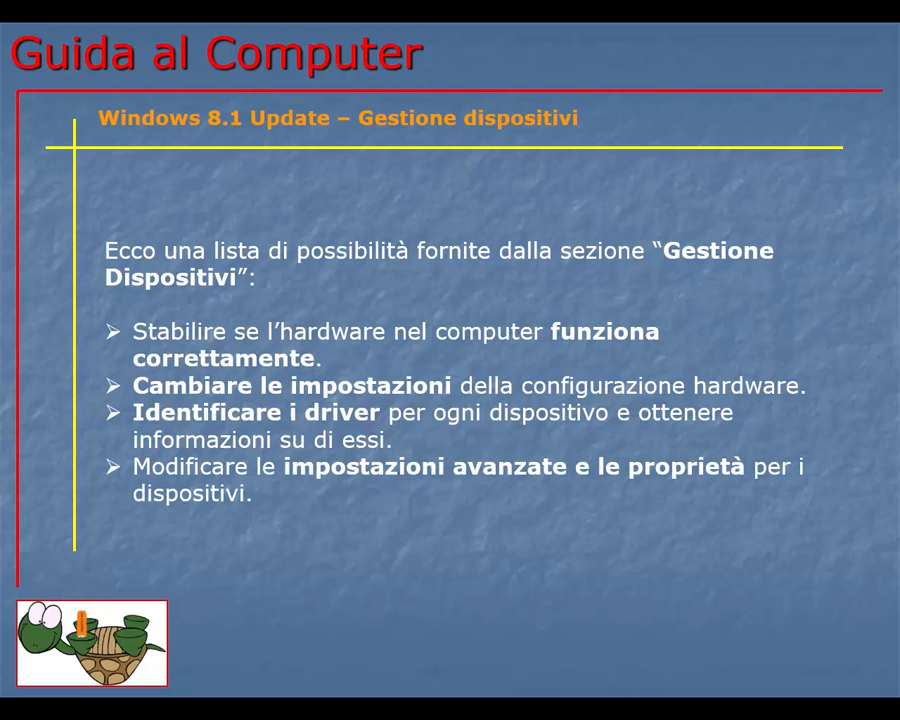 Guida al Computer
Windows 8.1 Update – Gestione dispositivi
Ecco una lista di possibilità fornite dalla sezione “Gestione
Dispositivi”:
➢ Stabilire se l’hardware nel computer funziona
correttamente.
➢ Cambiare le impostazioni della configurazione hardware.
➢ Identificare i driver per ogni dispositivo e ottenere
informazioni su di essi.
➢ Modificare le impostazioni avanzate e le proprietà per i
dispositivi.